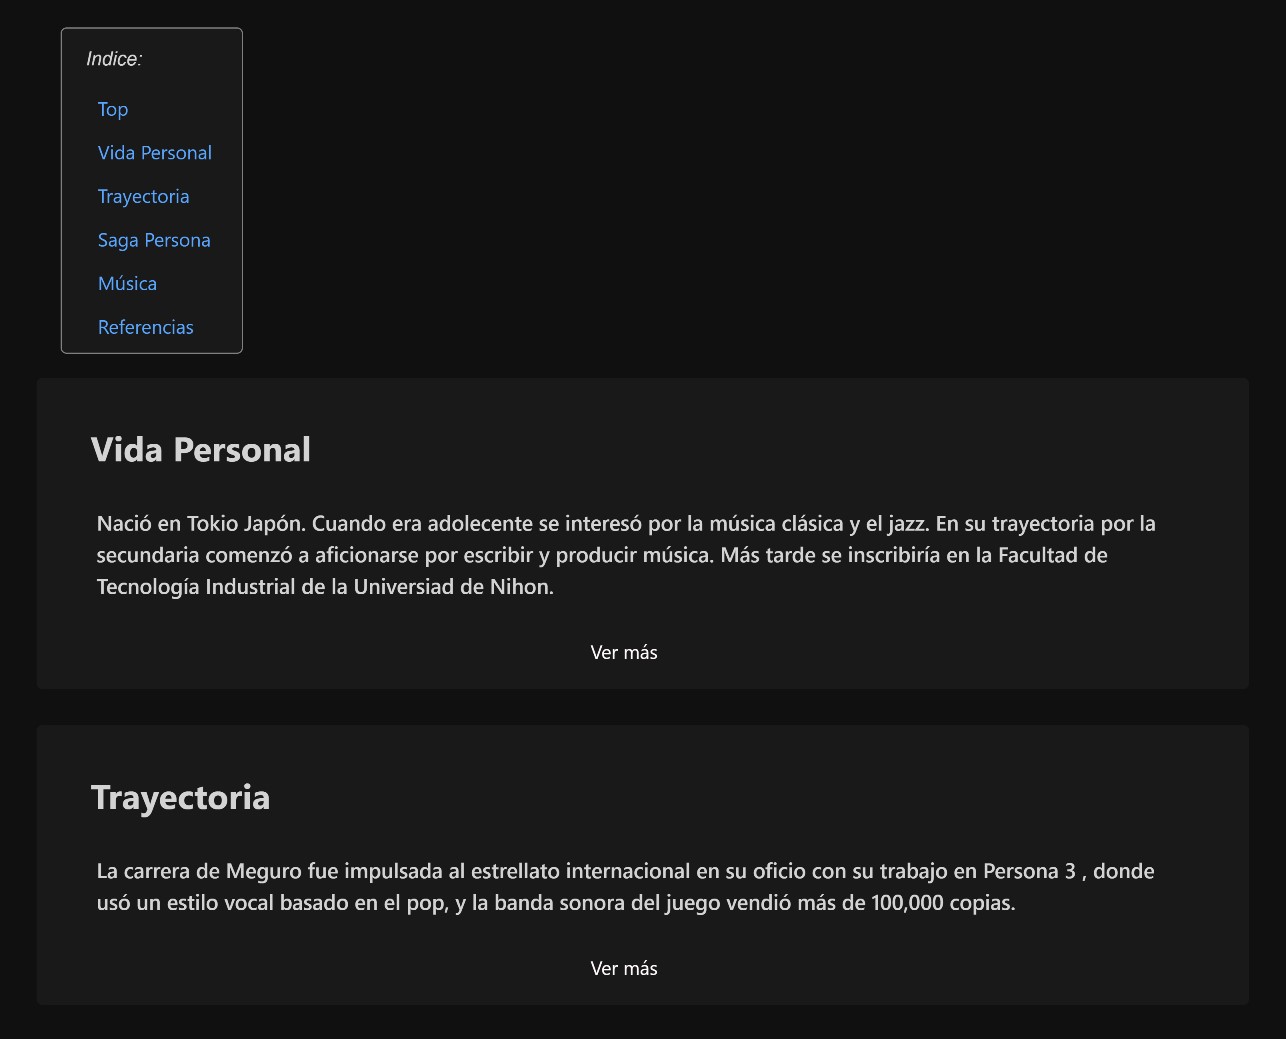 Indice:
Top
Vida Personal
Trayectoria
Saga Persona
Música
Referencias
Vida Personal
Nació en Tokio Japón. Cuando era adolecente se interesó por la música clásica y el jazz. En su trayectoria por la
secundaria comenzó a aficionarse por escribir y producir música. Más tarde se inscribiría en la Facultad de
Tecnología Industrial de la Universiad de Nihon.
Ver más
Trayectoria
La carrera de Meguro fue impulsada al estrellato internacional en su oficio con su trabajo en Persona 3 , donde
usó un estilo vocal basado en el pop, y la banda sonora del juego vendió más de 100,000 copias.
Ver más